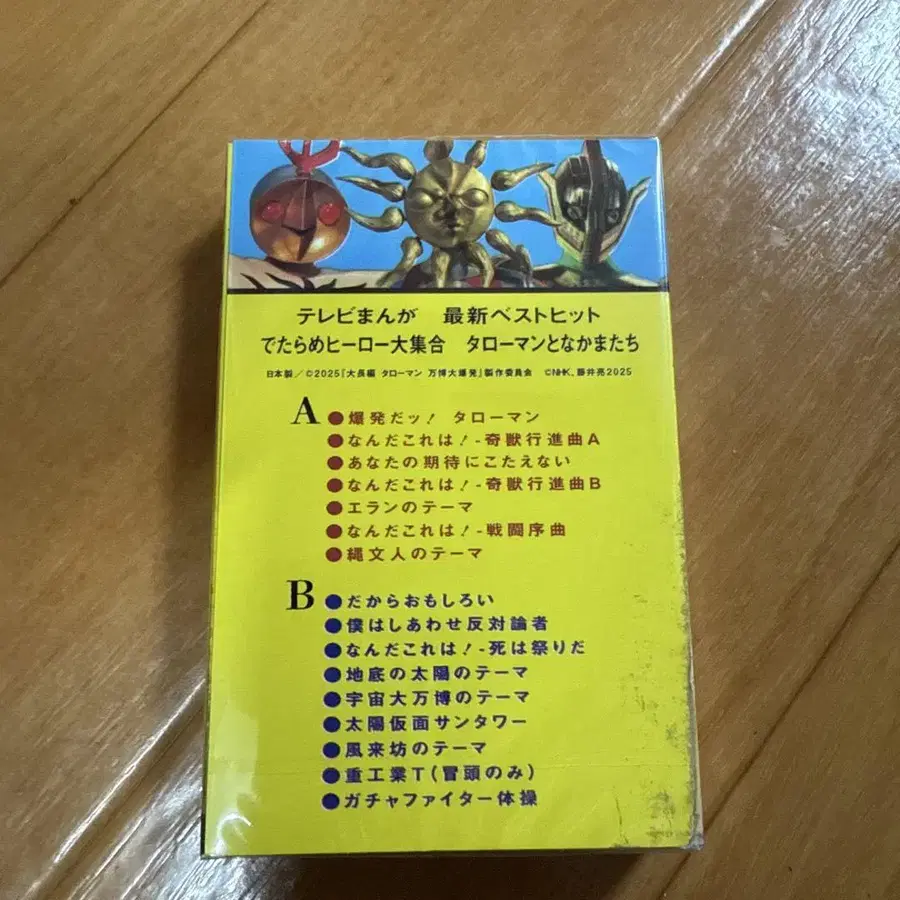 テレビまんが 最新ベストヒット
でたらめヒーロー大集合 タローマンとなかまたち
日本製/©2025『大長編 タローマン 万博大爆発』製作委員会 ©NHK、藤井亮2025
A
●爆発だッ! タローマン
●なんだこれは!-奇獣行進曲A
●あなたの期待にこたえない
●なんだこれは!-奇獣行進曲B
●エランのテーマ
●なんだこれは!-戦闘序曲
●縄文人のテーマ
B
●だからおもしろい
●僕はしあわせ反対論者
●なんだこれは!-死は祭りだ
●地底の太陽のテーマ
●宇宙大万博のテーマ
●太陽仮面サンタワー
●風来坊のテーマ
●重工業T(冒頭のみ)
●ガチャファイター体操